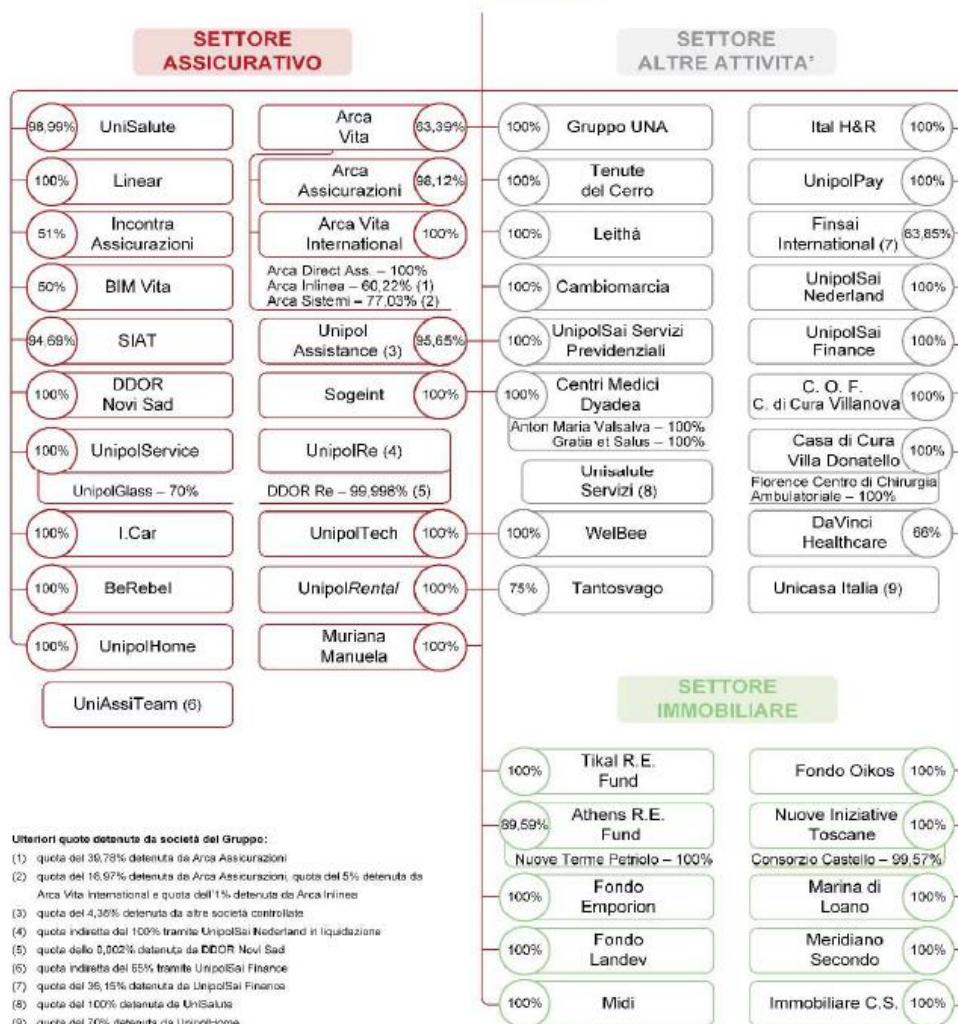 SETTORE
ASSICURATIVO
98,99% UniSalute
100% Linear
51% Incontra
Assicurazioni
50% BIM Vita
94,69% SIAT
100% DDOR
Novi Sad
100% UnipolService
UnipolGlass – 70%
100% I.Car
100% BeRebel
100% UnipolHome
UniAssiTeam (6)
Arca
Vita 63,39%
Arca
Assicurazioni 98,12%
Arca Vita
International 100%
Arca Direct Ass. – 100%
Arca Inlinea – 60,22% (1)
Arca Sistemi – 77,03% (2)
Unipol
Assistance (3) 95,65%
Sogeint 100%
UnipolRe (4)
DDOR Re – 99,998% (5)
UnipolTech 100%
UnipolRental 100%
Muriana
Manuela 100%
SETTORE
ALTRE ATTIVITA'
100% Gruppo UNA
100% Tenute
del Cerro
100% Leithà
100% Cambiomarcia
100% UnipolSai Servizi
Previdenziali
100% Centri Medici
Dyadea
Anton Maria Valsalva – 100%
Gratia et Salus – 100%
Unisalute
Servizi (8)
100% WelBee
75% Tantosvago
Ital H&R 100%
UnipolPay 100%
Finsai
International (7) 63,85%
UnipolSai
Nederland 100%
UnipolSai
Finance 100%
C. O. F.
C. di Cura Villanova 100%
Casa di Cura
Villa Donatello 100%
Florence Centro di Chirurgia
Ambulatoriale – 100%
DaVinci
Healthcare 66%
Unicasa Italia (9)
SETTORE
IMMOBILIARE
100% Tikal R.E.
Fund
89,59% Athens R.E.
Fund
Nuove Terme Petriolo – 100%
100% Fondo
Emporion
100% Fondo
Landev
100% Midi
Fondo Oikos 100%
Nuove Iniziative
Toscane 100%
Consorzio Castello – 99,57%
Marina di
Loano 100%
Meridiano
Secondo 100%
Immobiliare C.S. 100%
Ulteriori quote detenute da società del Gruppo:
(1) quota del 39,78% detenuta da Arca Assicurazioni
(2) quota del 16,97% detenuta da Arca Assicurazioni, quota del 5% detenuta da
Arca Vita International e quota dell'1% detenuta da Arca Inlinea
(3) quota del 4,35% detenuta da altre società controllate
(4) quota indiretta del 100% tramite UnipolSai Nederland in liquidazione
(5) quota dello 0,002% detenuta da DDOR Novi Sad
(6) quota indiretta del 65% tramite UnipolSai Finance
(7) quota del 36,15% detenuta da UnipolSai Finance
(8) quota del 100% detenuta da UniSalute
(9) quota del 70% detenuta da UnipolHome